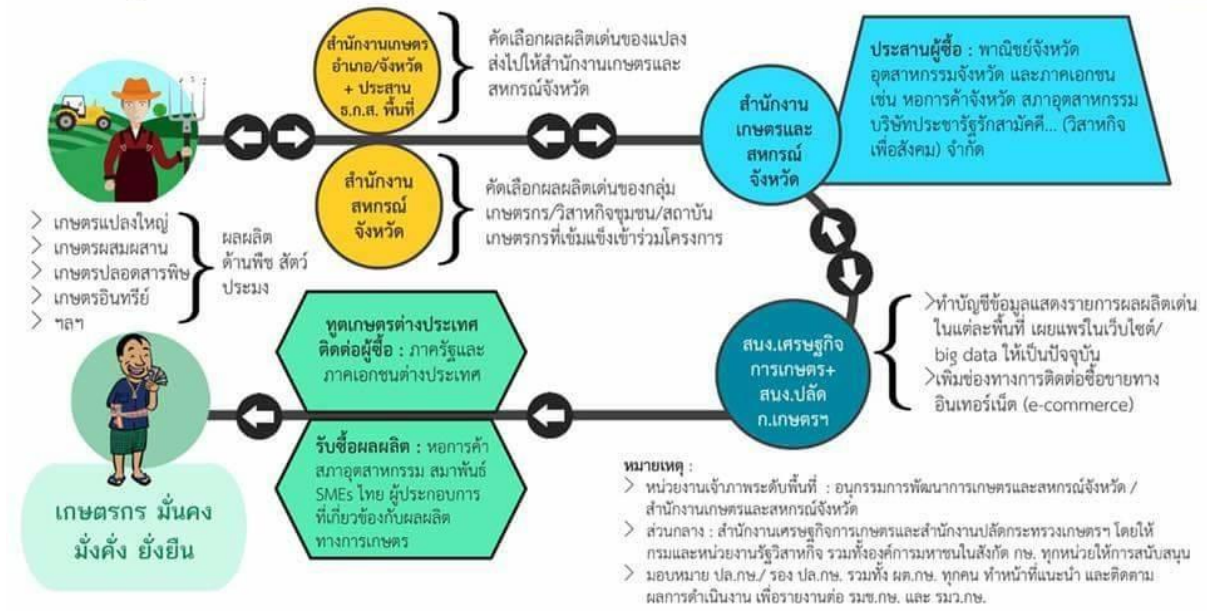 สำนักงานเกษตร
อำเภอ/จังหวัด
+ ประสาน
ธ.ก.ส. พื้นที่
คัดเลือกผลผลิตเด่นของแปลง
ส่งไปให้สำนักงานเกษตรและ
สหกรณ์จังหวัด
สำนักงาน
เกษตรและ
สหกรณ์
จังหวัด
ประสานผู้ซื้อ : พาณิชย์จังหวัด
อุตสาหกรรมจังหวัด และภาคเอกชน
เช่น หอการค้าจังหวัด สภาอุตสาหกรรม
บริษัทประชารัฐรักสามัคคี... (วิสาหกิจ
เพื่อสังคม) จำกัด
สำนักงาน
สหกรณ์
จังหวัด
คัดเลือกผลผลิตเด่นของกลุ่ม
เกษตรกร/วิสาหกิจชุมชน/สถาบัน
เกษตรกรที่เข้มแข็งเข้าร่วมโครงการ
> เกษตรแปลงใหญ่
> เกษตรผสมผสาน
> เกษตรปลอดสารพิษ
> เกษตรอินทรีย์
> ฯลฯ
ผลผลิต
ด้านพืช สัตว์
ประมง
ทูตเกษตรต่างประเทศ
ติดต่อผู้ซื้อ : ภาครัฐและ
ภาคเอกชนต่างประเทศ
สนง.เศรษฐกิจ
การเกษตร+
สนง.ปลัด
ก.เกษตรฯ
>ทำบัญชีข้อมูลแสดงรายการผลผลิตเด่น
ในแต่ละพื้นที่ เผยแพร่ในเว็บไซต์/
big data ให้เป็นปัจจุบัน
>เพิ่มช่องทางการติดต่อซื้อขายทาง
อินเทอร์เน็ต (e-commerce)
รับซื้อผลผลิต : หอการค้า
สภาอุตสาหกรรม สมาพันธ์
SMEs ไทย ผู้ประกอบการ
ที่เกี่ยวข้องกับผลผลิต
ทางการเกษตร
เกษตรกร มั่นคง
มั่งคั่ง ยั่งยืน
หมายเหตุ :
> หน่วยงานเจ้าภาพระดับพื้นที่ : อนุกรรมการพัฒนาการเกษตรและสหกรณ์จังหวัด /
สำนักงานเกษตรและสหกรณ์จังหวัด
> ส่วนกลาง : สำนักงานเศรษฐกิจการเกษตรและสำนักงานปลัดกระทรวงเกษตรฯ โดยให้
กรมและหน่วยงานรัฐวิสาหกิจ รวมทั้งองค์การมหาชนในสังกัด กษ. ทุกหน่วยให้การสนับสนุน
> มอบหมาย ปล.กษ./ รอง ปล.กษ. รวมทั้ง ผต.กษ. ทุกคน ทำหน้าที่แนะนำ และติดตาม
ผลการดำเนินงาน เพื่อรายงานต่อ รมช.กษ. และ รมว.กษ.